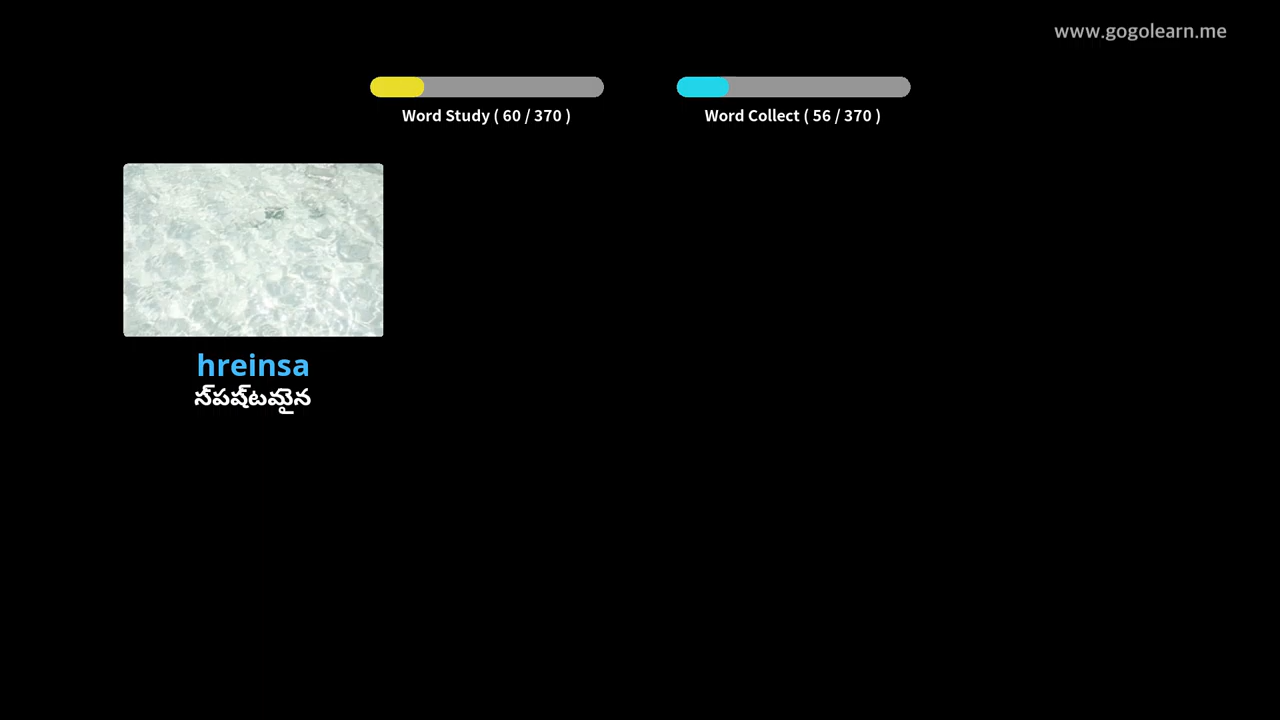 www.gogolearn.me
Word Study ( 60 / 370 )
Word Collect ( 56 / 370 )
hreinsa
స్‌పష్‌టమైన